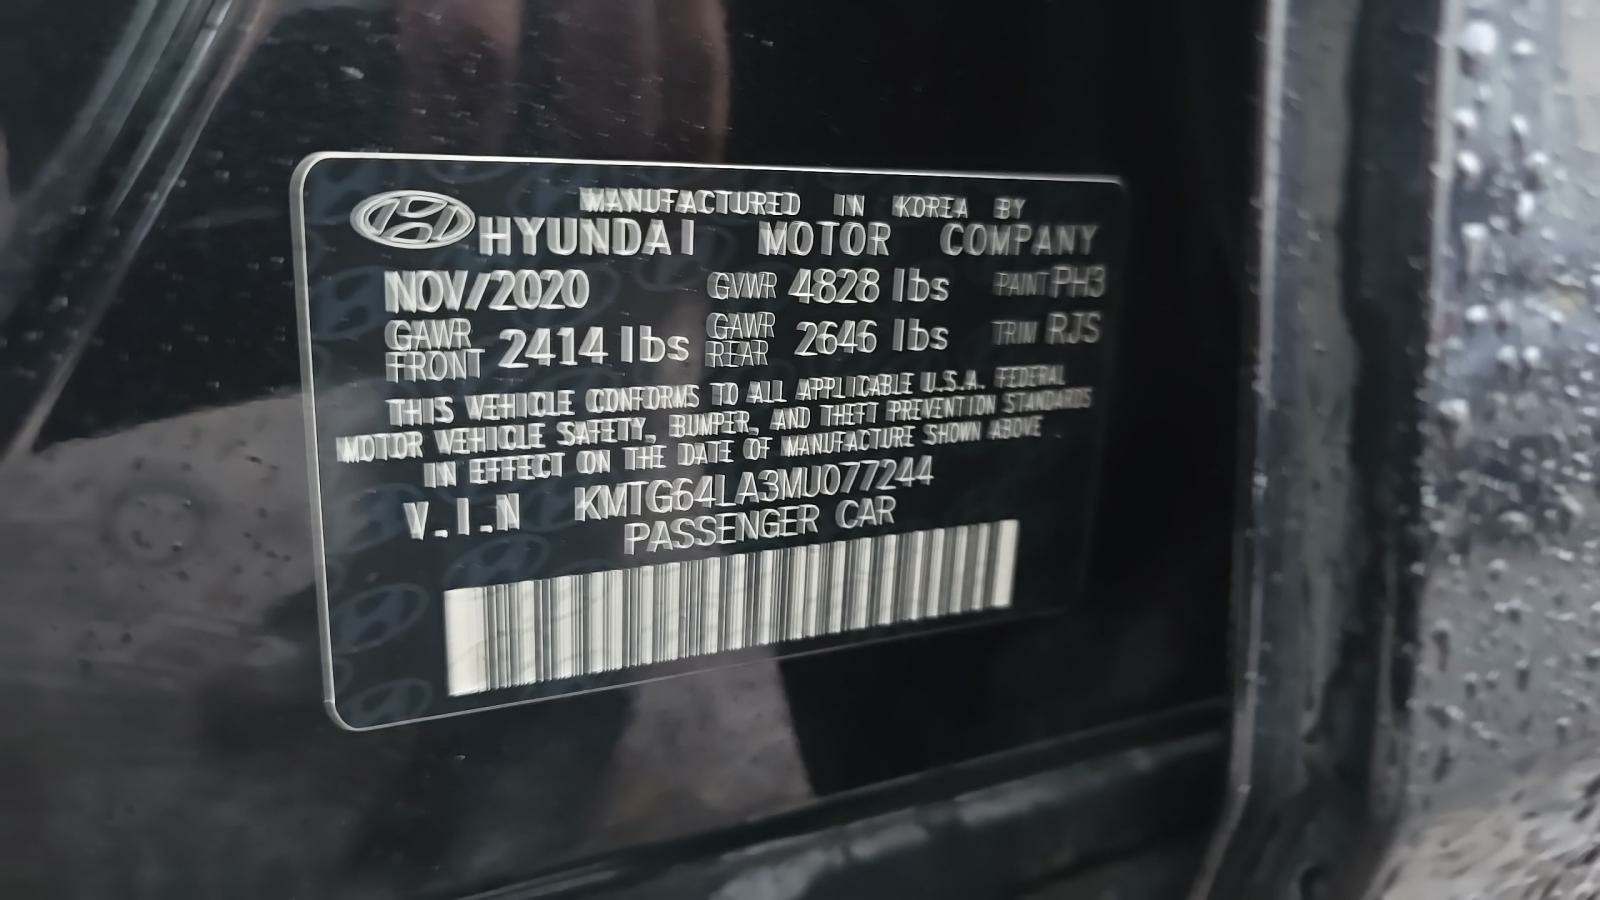 MANUFACTURED IN KOREA BY
HYUNDAI MOTOR COMPANY
NOV/2020 GVWR 4828 lbs PAINT PH3
GAWR FRONT 2414 lbs GAWR REAR 2646 lbs TRIM RJS
THIS VEHICLE CONFORMS TO ALL APPLICABLE U.S.A. FEDERAL
MOTOR VEHICLE SAFETY, BUMPER, AND THEFT PREVENTION STANDARDS
IN EFFECT ON THE DATE OF MANUFACTURE SHOWN ABOVE
V.I.N KMTG64LA3MU077244
PASSENGER CAR